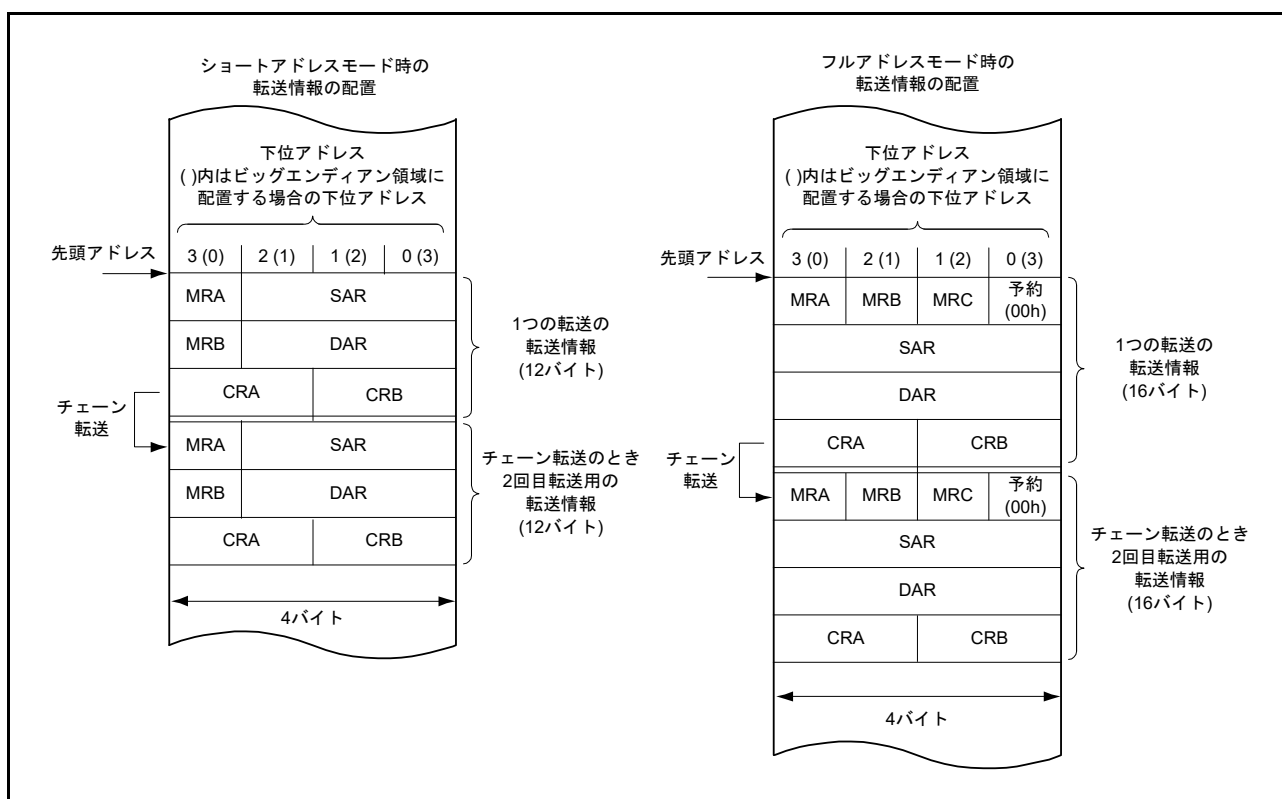 ショートアドレスモード時の
転送情報の配置
下位アドレス
( )内はビッグエンディアン領域に
配置する場合の下位アドレス
先頭アドレス
3 (0) 2 (1) 1 (2) 0 (3)
MRA SAR
MRB DAR
CRA CRB
1つの転送の
転送情報
(12バイト)
チェーン
転送
MRA SAR
MRB DAR
CRA CRB
チェーン転送のとき
2回目転送用の
転送情報
(12バイト)
4バイト
フルアドレスモード時の
転送情報の配置
下位アドレス
( )内はビッグエンディアン領域に
配置する場合の下位アドレス
先頭アドレス
3 (0) 2 (1) 1 (2) 0 (3)
MRA MRB MRC 予約
(00h)
SAR
DAR
CRA CRB
1つの転送の
転送情報
(16バイト)
チェーン
転送
MRA MRB MRC 予約
(00h)
SAR
DAR
CRA CRB
チェーン転送のとき
2回目転送用の
転送情報
(16バイト)
4バイト